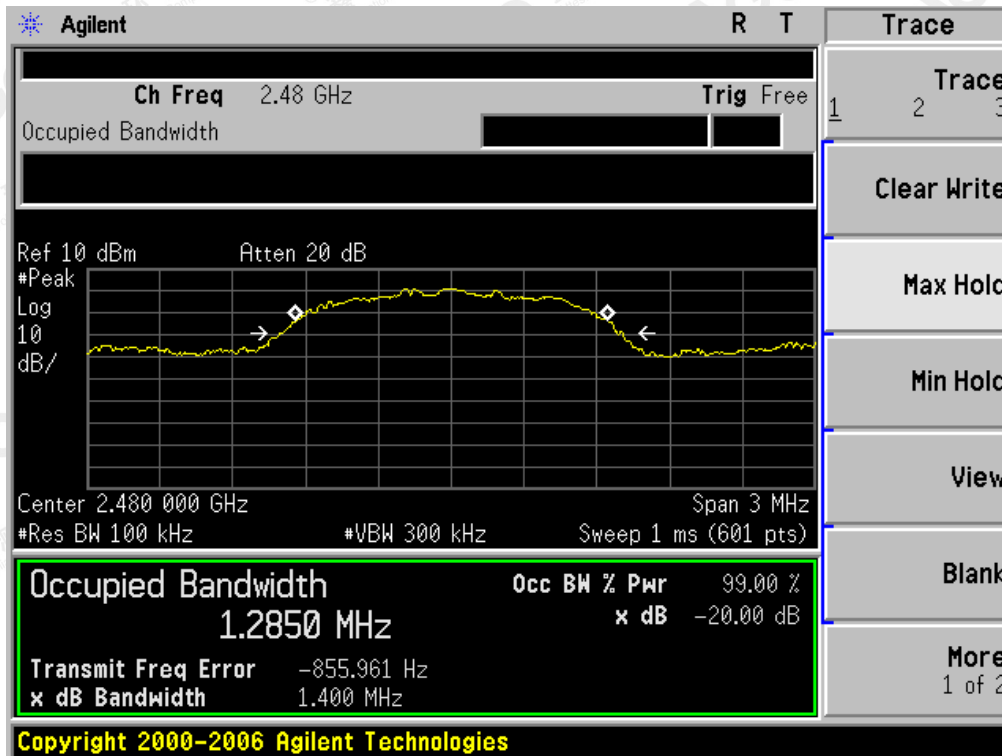 Agilent R T Trace
Ch Freq 2.48 GHz Trig Free
Occupied Bandwidth
Trace
1 2 3
Clear Write
Max Hold
Min Hold
View
Blank
More
1 of 2
Ref 10 dBm Atten 20 dB
#Peak
Log
10
dB/
Center 2.480 000 GHz Span 3 MHz
#Res BW 100 kHz #VBW 300 kHz Sweep 1 ms (601 pts)
Occupied Bandwidth Occ BW % Pwr 99.00 %
1.2850 MHz x dB -20.00 dB
Transmit Freq Error -855.961 Hz
x dB Bandwidth 1.400 MHz
Copyright 2000-2006 Agilent Technologies